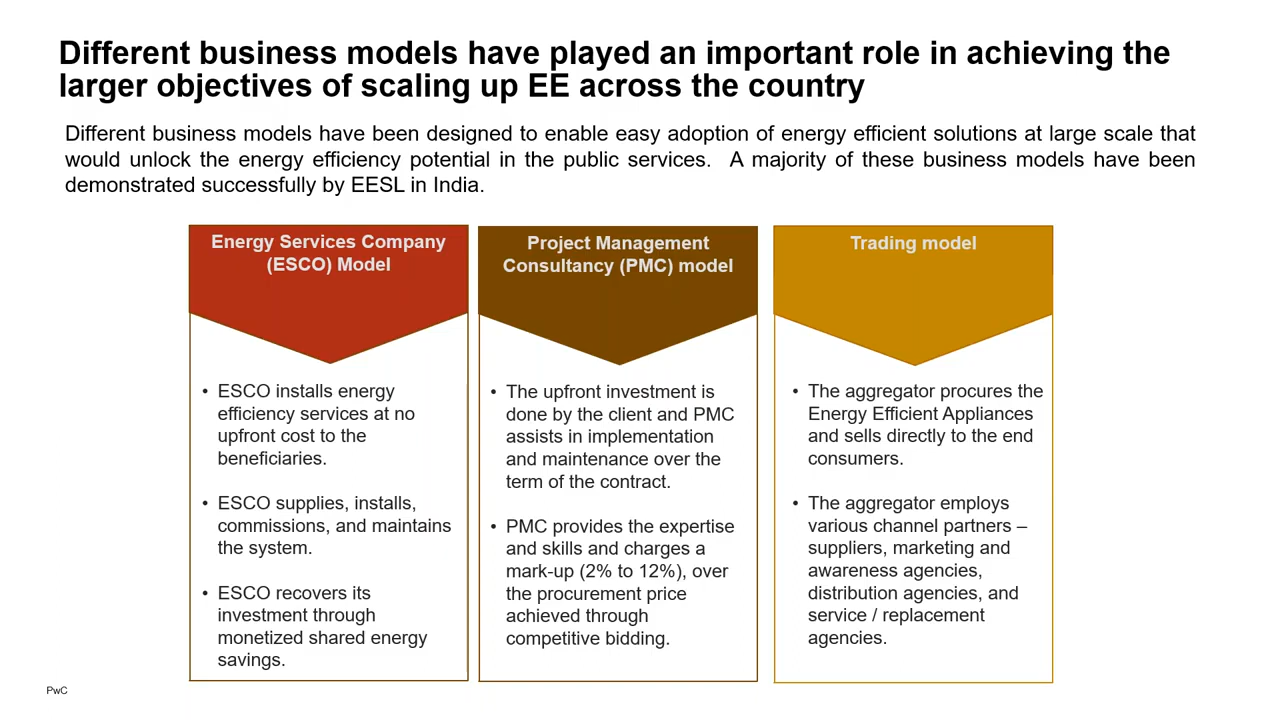 Different business models have played an important role in achieving the
larger objectives of scaling up EE across the country
Different business models have been designed to enable easy adoption of energy efficient solutions at large scale that
would unlock the energy efficiency potential in the public services. A majority of these business models have been
demonstrated successfully by EESL in India.
Energy Services Company
(ESCO) Model
• ESCO installs energy
efficiency services at no
upfront cost to the
beneficiaries.
• ESCO supplies, installs,
commissions, and maintains
the system.
• ESCO recovers its
investment through
monetized shared energy
savings.
Project Management
Consultancy (PMC) model
• The upfront investment is
done by the client and PMC
assists in implementation
and maintenance over the
term of the contract.
• PMC provides the expertise
and skills and charges a
mark-up (2% to 12%), over
the procurement price
achieved through
competitive bidding.
Trading model
• The aggregator procures the
Energy Efficient Appliances
and sells directly to the end
consumers.
• The aggregator employs
various channel partners –
suppliers, marketing and
awareness agencies,
distribution agencies, and
service / replacement
agencies.
PwC